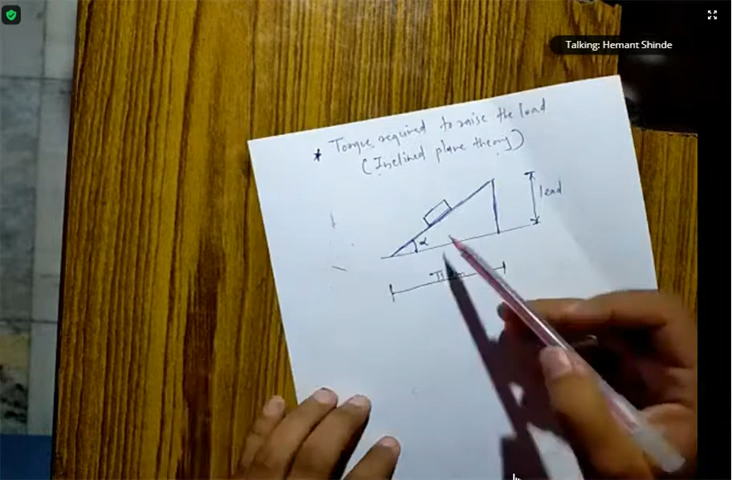 Talking: Hemant Shinde
* Torque required to raise the load
(Inclined plane theory)
lead
α